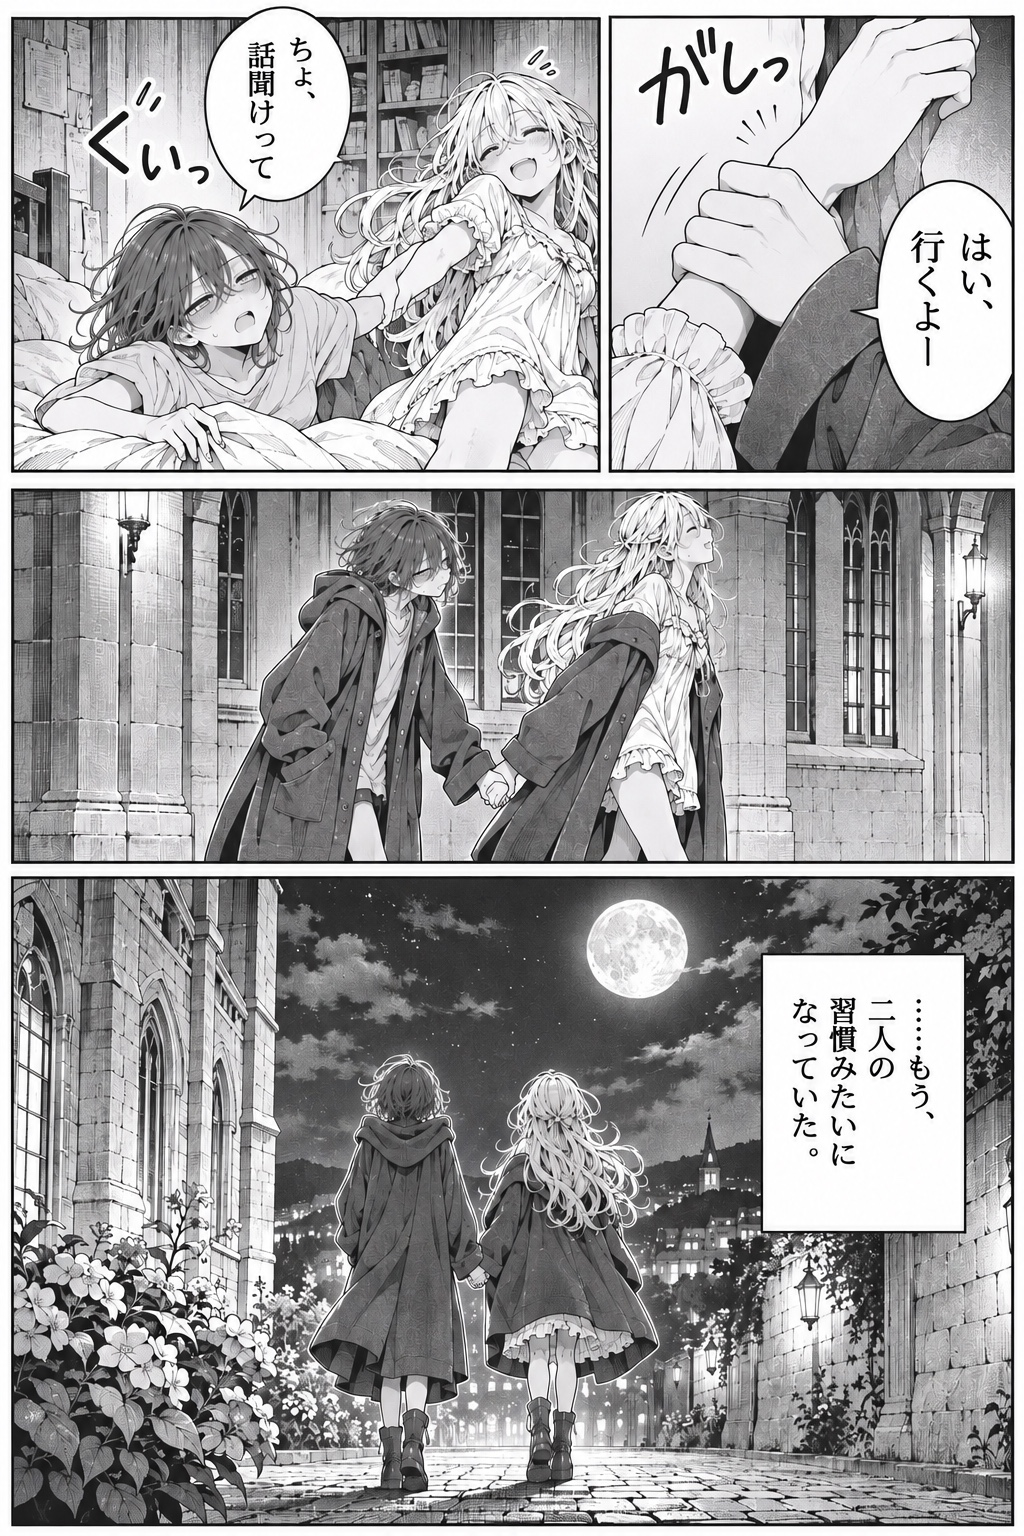 がしっ
はい、
行くよー
ちょ、
話聞けって
ぐいっ
……もう、
二人の
習慣みたいに
なっていた。